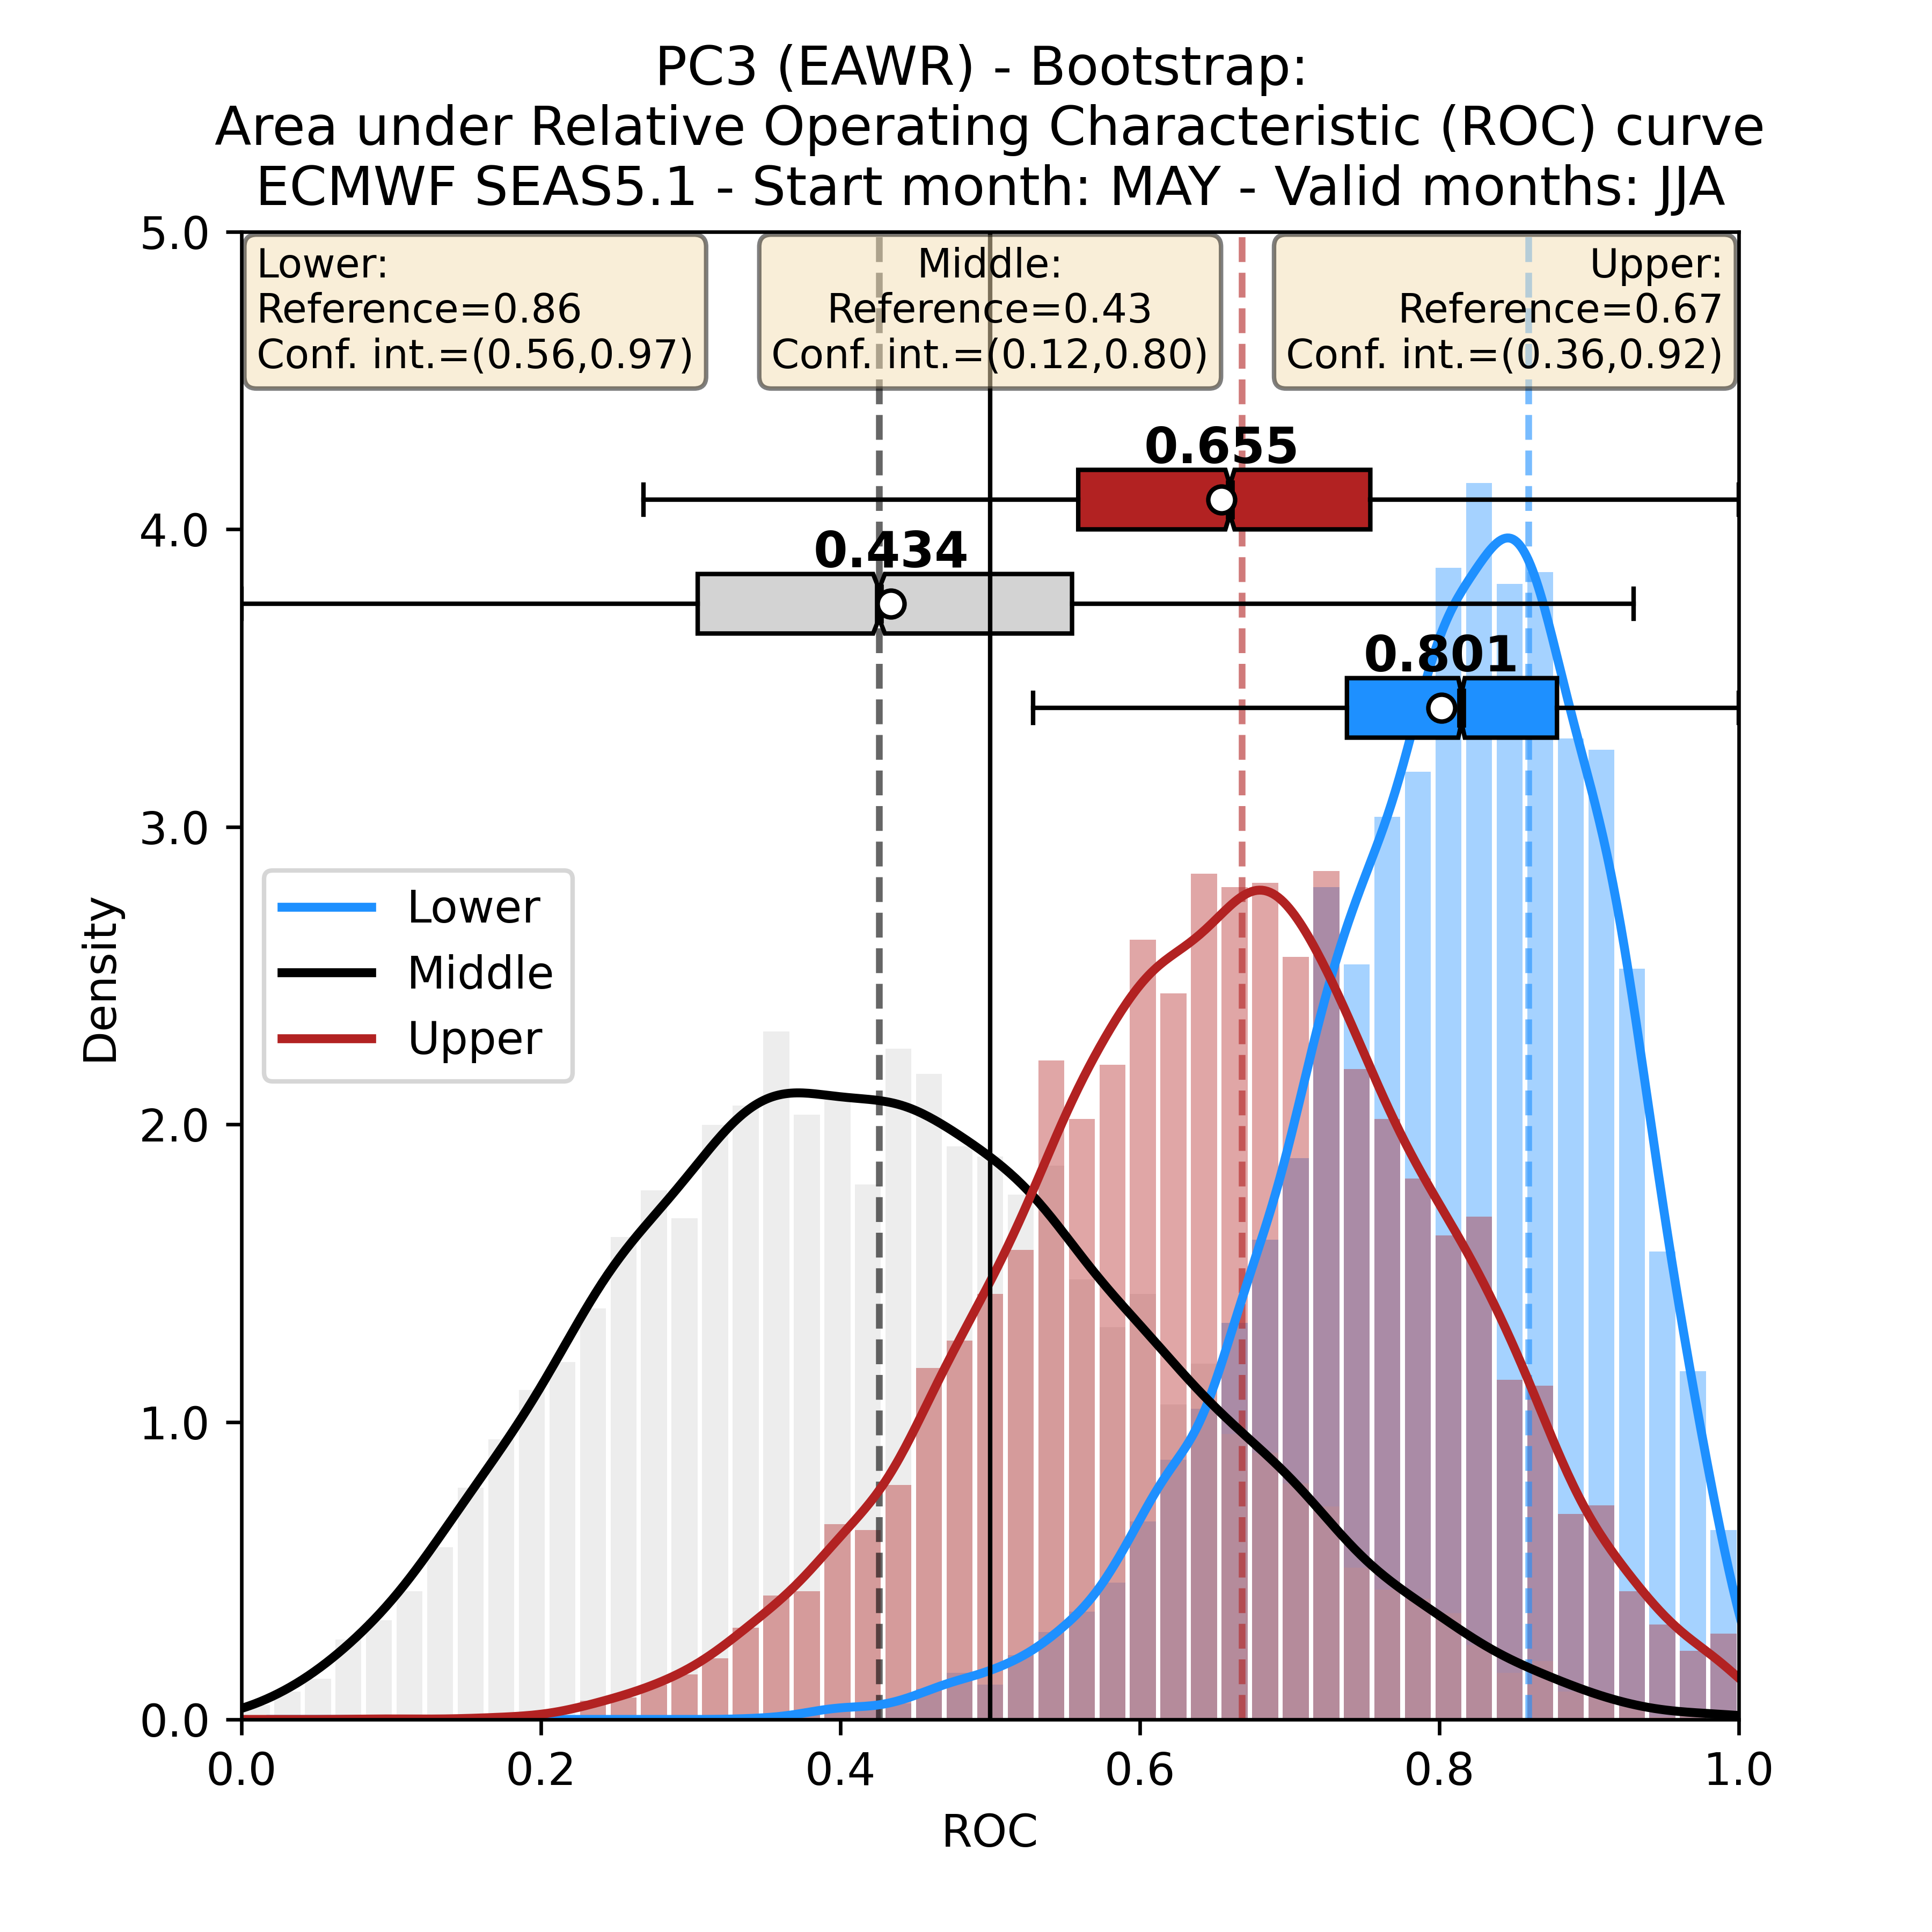 PC3 (EAWR) - Bootstrap:
Area under Relative Operating Characteristic (ROC) curve
ECMWF SEAS5.1 - Start month: MAY - Valid months: JJA
Lower:
Reference=0.86
Conf. int.=(0.56,0.97)
Middle:
Reference=0.43
Conf. int.=(0.12,0.80)
Upper:
Reference=0.67
Conf. int.=(0.36,0.92)
0.655
0.434
0.801
Lower
Middle
Upper
Density
5.0
4.0
3.0
2.0
1.0
0.0
0.0
0.2
0.4
0.6
0.8
1.0
ROC